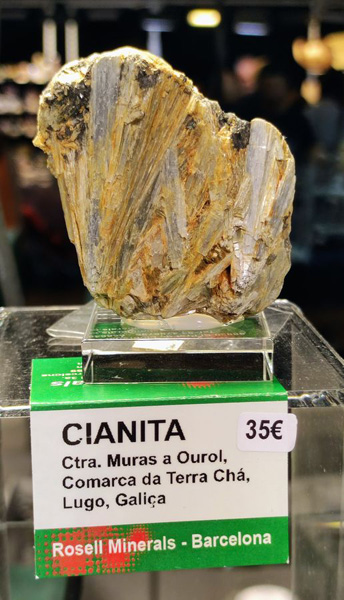 CIANITA
35€
Ctra. Muras a Ourol,
Comarca da Terra Chá,
Lugo, Galiça
Rosell Minerals - Barcelona